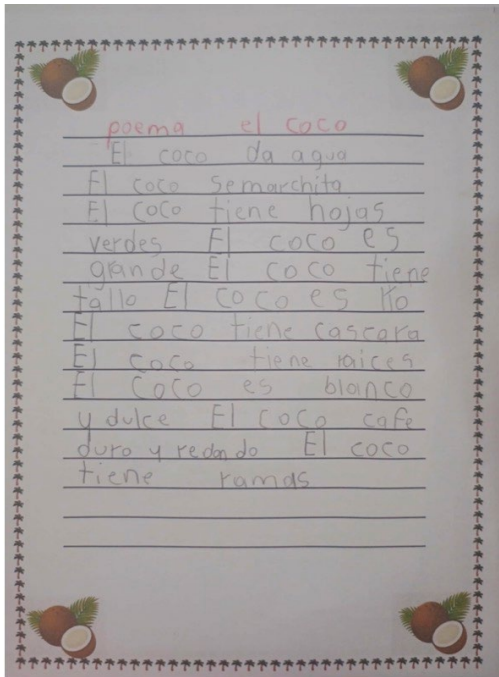 poema el coco
El coco da agua
El coco semarchita
El coco tiene hojas
verdes El coco es
grande El coco tiene
tallo El coco es
El coco tiene cascara
El coco tiene raices
El coco es blanco
y dulce El coco cafe
duro y redondo El coco
tiene ramas